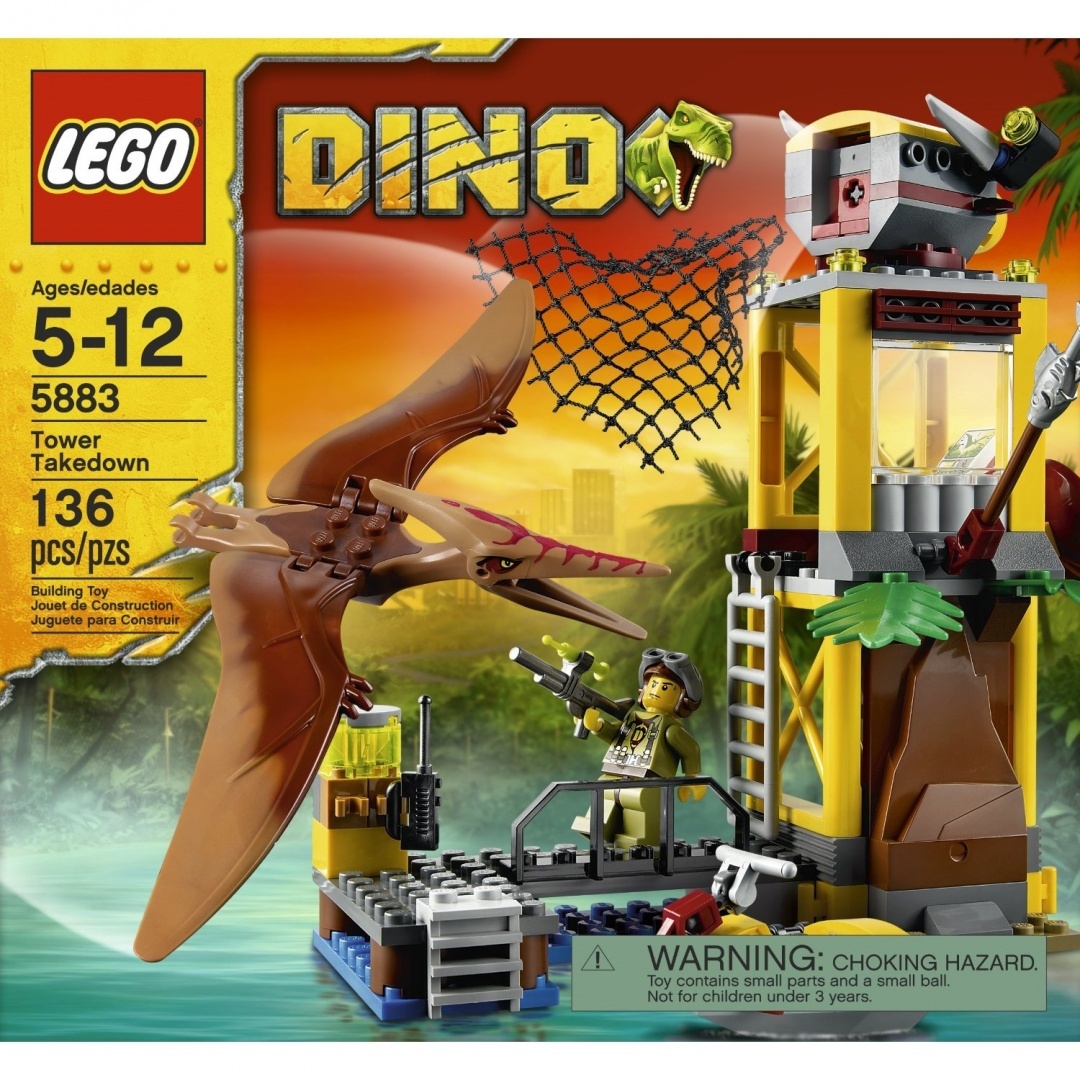 LEGO®
DINO
Ages/edades
5-12
5883
Tower
Takedown
136
pcs/pzs
Building Toy
Jouet de Construction
Juguete para Construir
D
WARNING: CHOKING HAZARD.
Toy contains small parts and a small ball.
Not for children under 3 years.